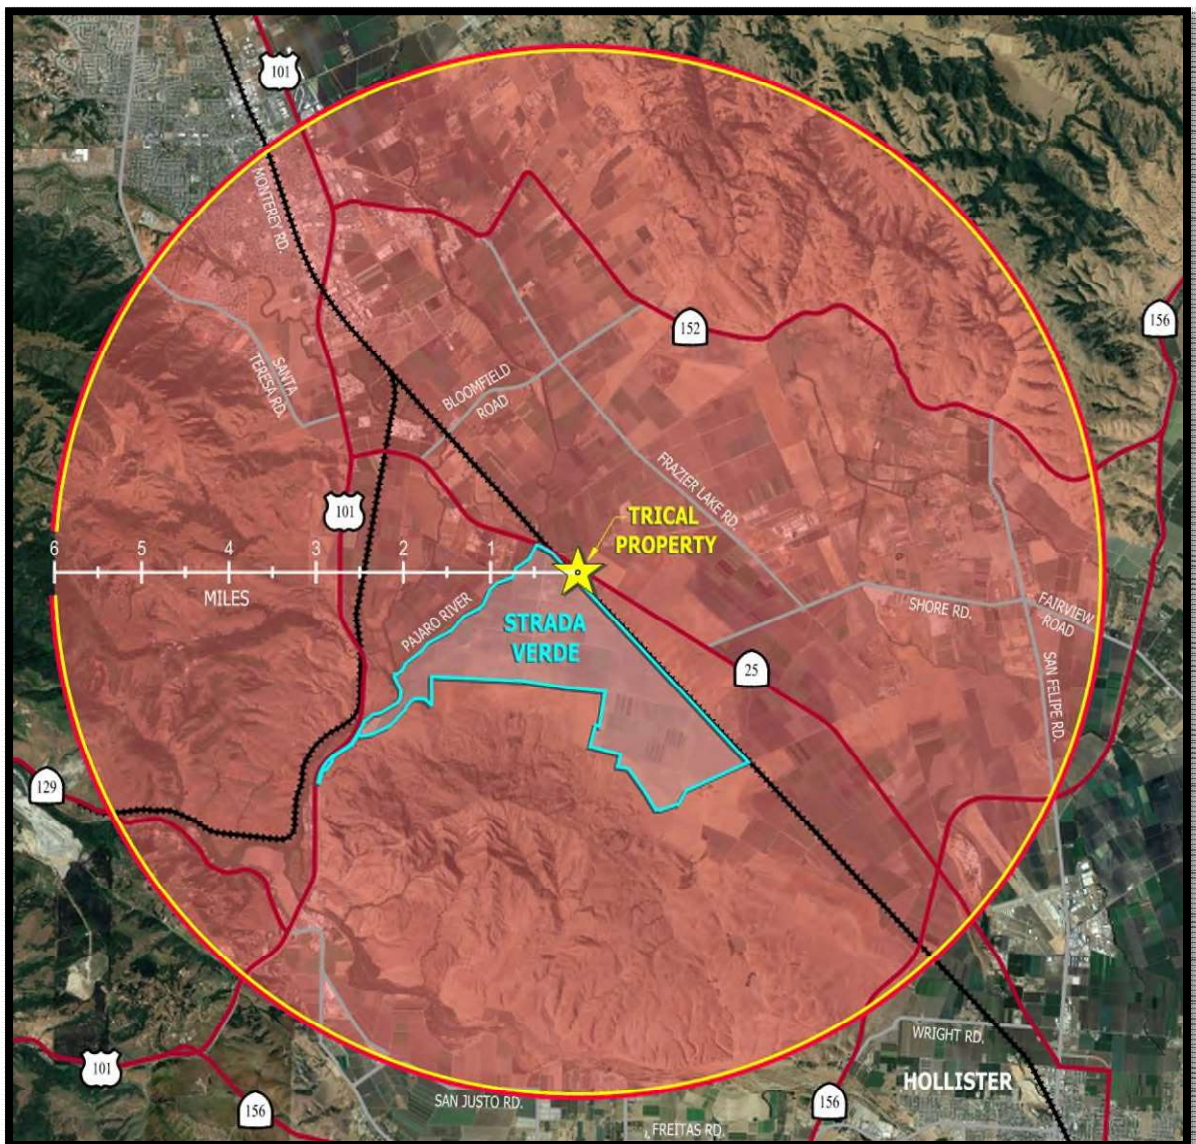 101
MONTEREY RD.
156
152
SANTA
TERESA RD.
BLOOMFIELD
ROAD
FRAZIER LAKE RD.
101
TRICAL
PROPERTY
6 5 4 3 2 1
MILES
PAJARO RIVER
STRADA
VERDE
SHORE RD.
FAIRVIEW
ROAD
25
SAN FELIPE RD.
129
WRIGHT RD.
101
HOLLISTER
156
SAN JUSTO RD.
156
FREITAS RD.